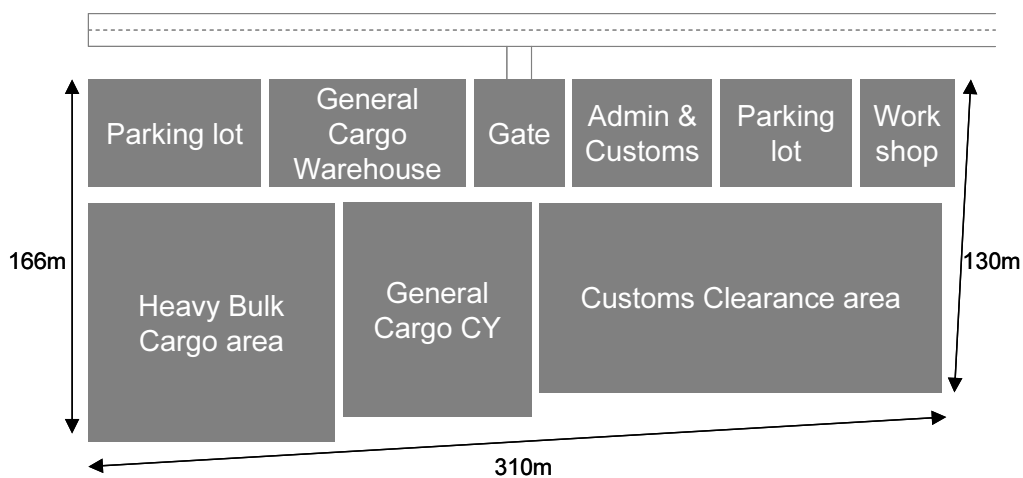 Parking lot
General
Cargo
Warehouse
Gate
Admin &
Customs
Parking
lot
Work
shop
166m
130m
Heavy Bulk
Cargo area
General
Cargo CY
Customs Clearance area
310m